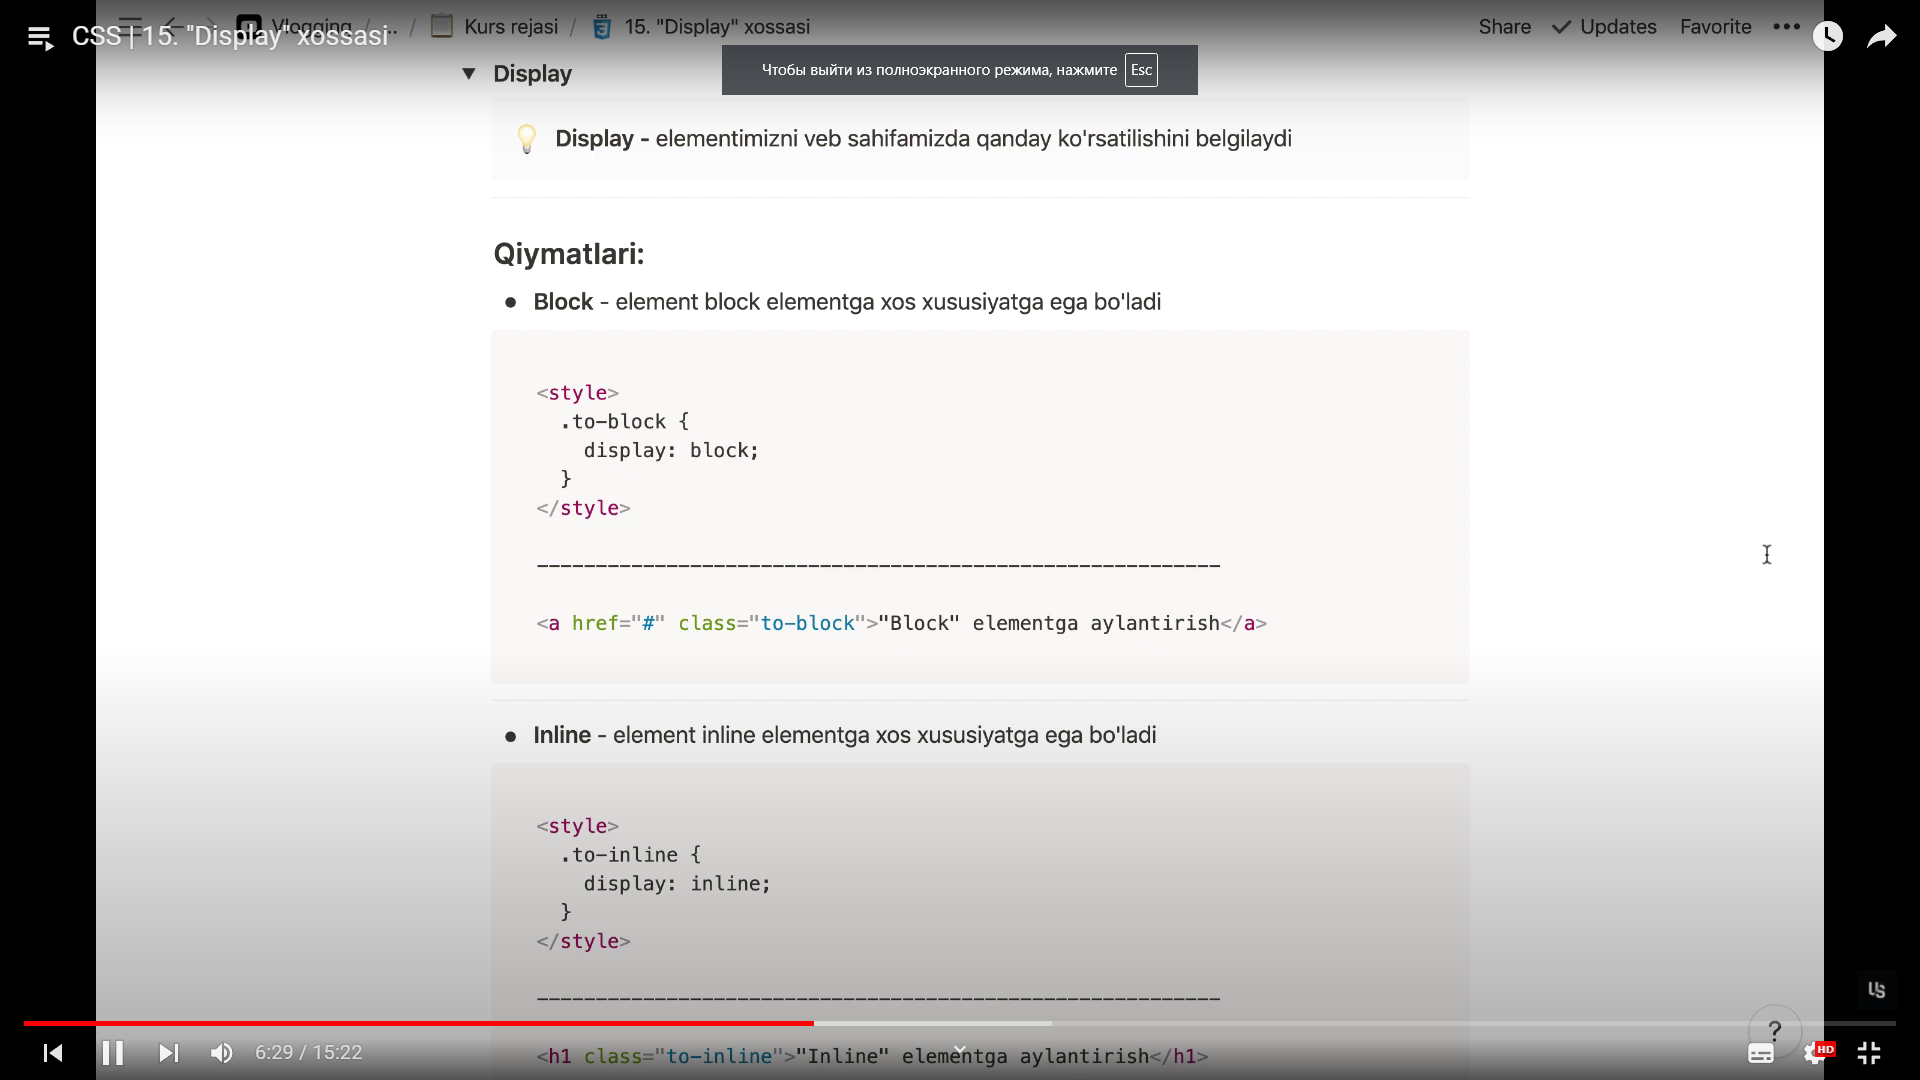 CSS | 15. "Display" xossasi
Vlogging / ... / Kurs rejasi / 15. "Display" xossasi
Share Updates Favorite •••
Чтобы выйти из полноэкранного режима, нажмите Esc
Display
Display - elementimizni veb sahifamizda qanday ko'rsatilishini belgilaydi
Qiymatlari:
• Block - element block elementga xos xususiyatga ega bo'ladi
<style>
.to-block {
display: block;
}
</style>
----------------------------------------------------------
<a href="#" class="to-block">"Block" elementga aylantirish</a>
• Inline - element inline elementga xos xususiyatga ega bo'ladi
<style>
.to-inline {
display: inline;
}
</style>
----------------------------------------------------------
<h1 class="to-inline">"Inline" elementga aylantirish</h1>
?
6:29 / 15:22
HD